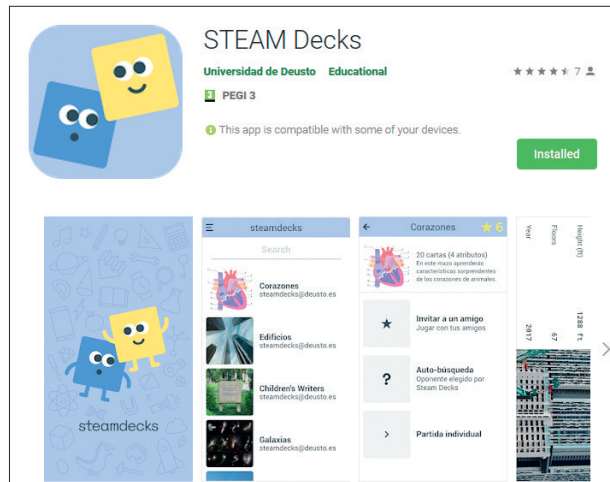 STEAM Decks
Universidad de Deusto Educational
7
3 PEGI 3
This app is compatible with some of your devices.
Installed
steamdecks
steamdecks
Search
Corazones
steamdecks@deusto.es
Edificios
steamdecks@deusto.es
Children's Writers
steamdecks@deusto.es
Galaxias
steamdecks@deusto.es
Corazones 6
20 cartas (4 atributos)
En este mazo aprenderás
características sorprendentes
de los corazones de animales.
Invitar a un amigo
Jugar con tus amigos
Auto-búsqueda
Oponente elegido por
Steam Decks
Partida individual
Height (ft) 1288 ft
Floors 67
Year 2017